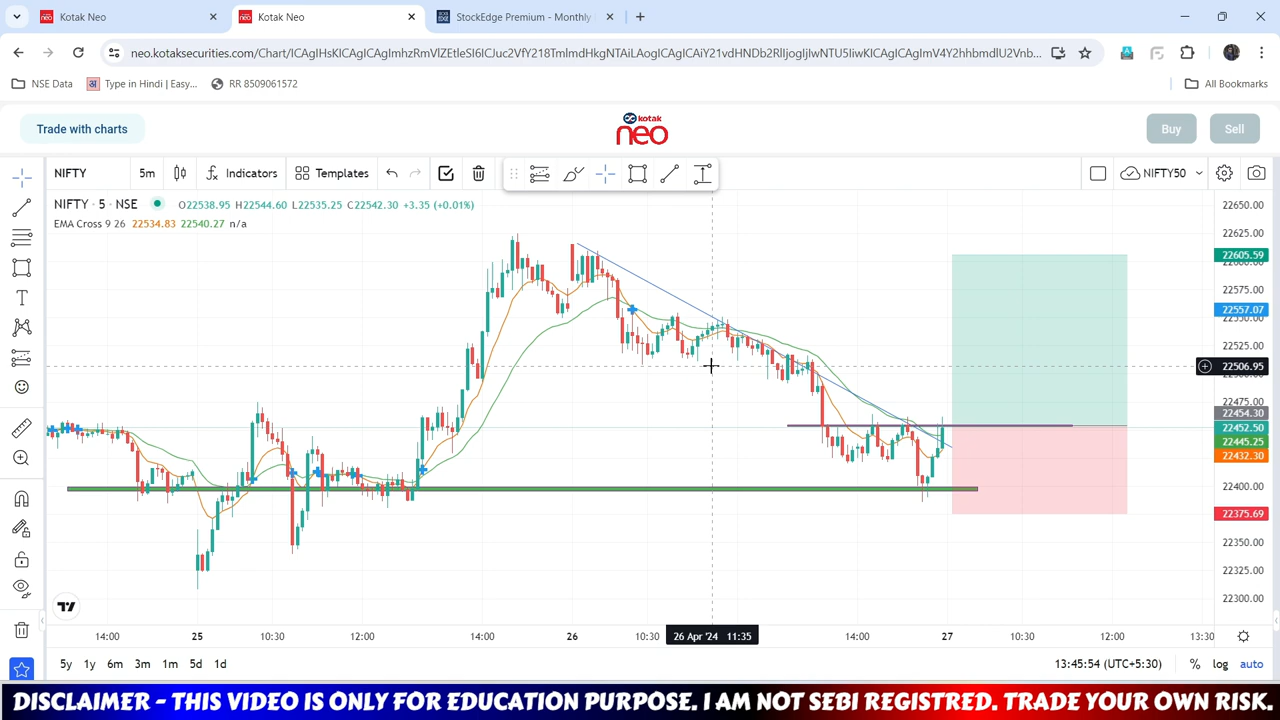 Kotak Neo
Kotak Neo
StockEdge Premium - Monthly
neo.kotaksecurities.com/Chart/
NSE Data
Type in Hindi | Easy...
RR 8509061572
All Bookmarks
Trade with charts
kotak
neo
Buy
Sell
NIFTY
5m
Indicators
Templates
NIFTY50
NIFTY · 5 · NSE
O22538.95 H22544.60 L22535.25 C22542.30 +3.35 (+0.01%)
EMA Cross 9 26 22534.83 22540.27 n/a
22650.00
22625.00
22605.59
22600.00
22575.00
22557.07
22550.00
22525.00
22506.95
22500.00
22475.00
22454.30
22452.50
22445.25
22432.30
22400.00
22375.69
22350.00
22325.00
22300.00
14:00
25
10:30
12:00
14:00
26
10:30
26 Apr '24 11:35
14:00
27
10:30
12:00
13:30
5y
1y
6m
3m
1m
5d
1d
13:45:54 (UTC+5:30)
%
log
auto
DISCLAIMER - THIS VIDEO IS ONLY FOR EDUCATION PURPOSE. I AM NOT SEBI REGISTRED. TRADE YOUR OWN RISK.